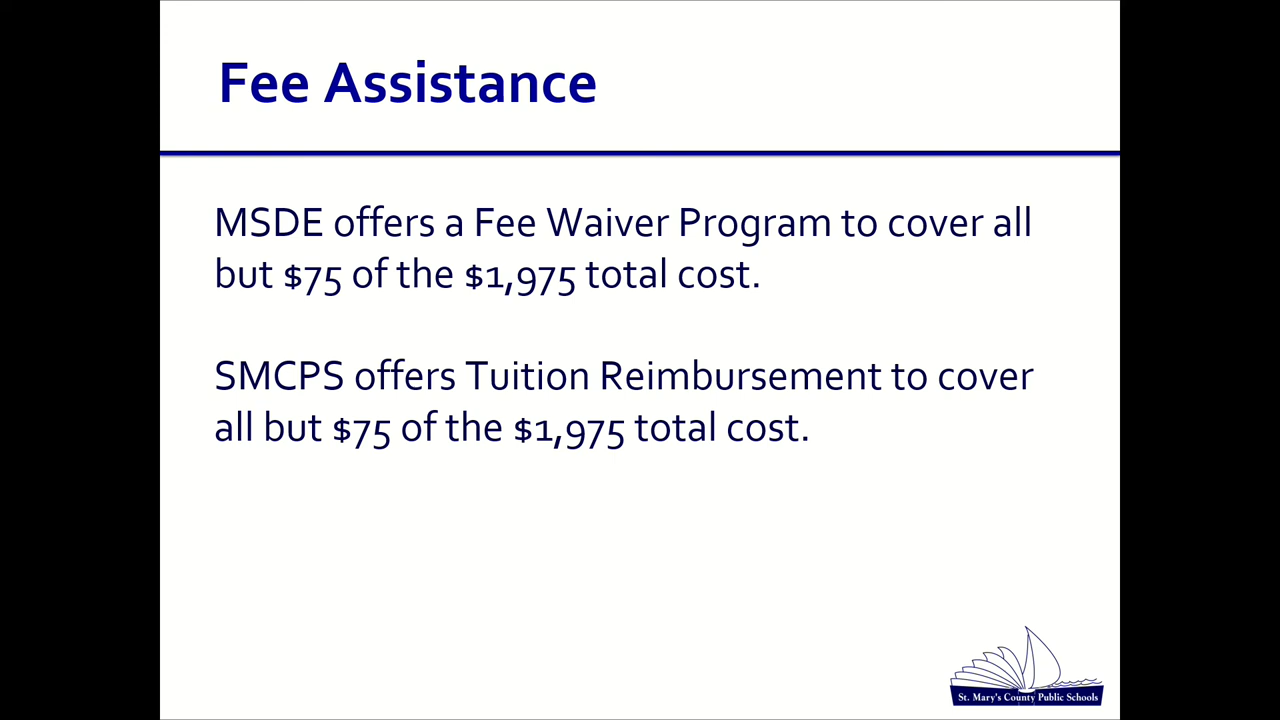 Fee Assistance
MSDE offers a Fee Waiver Program to cover all
but $75 of the $1,975 total cost.
SMCPS offers Tuition Reimbursement to cover
all but $75 of the $1,975 total cost.
St. Mary's County Public Schools